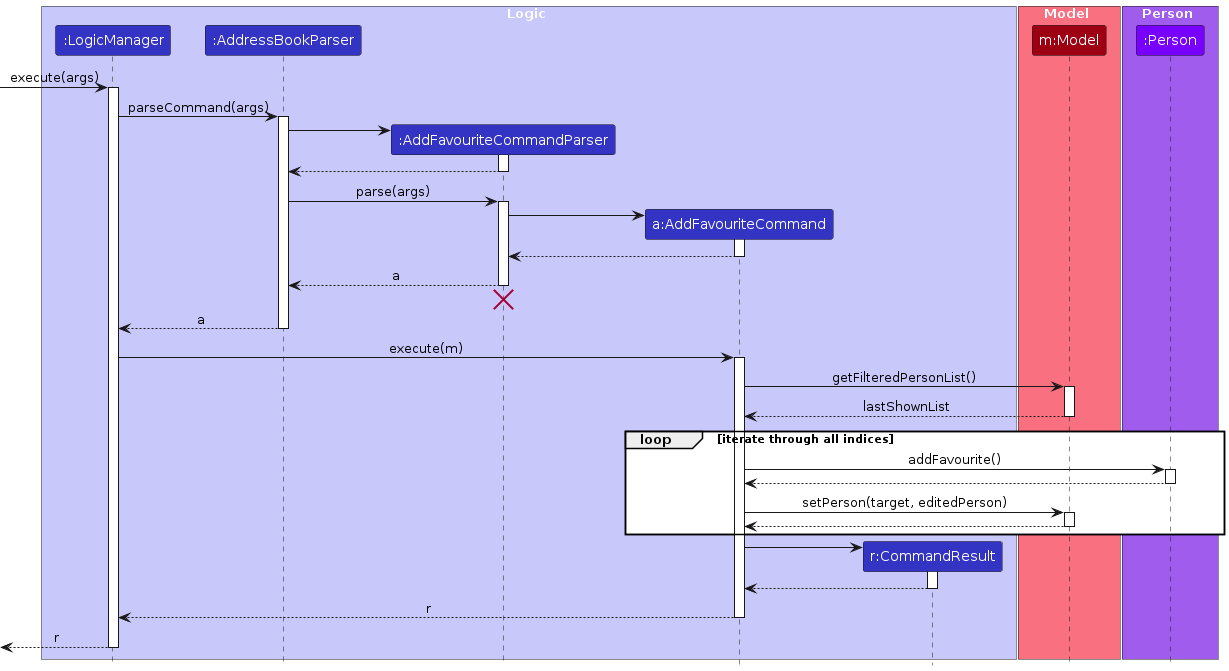 Logic
Model
Person
:LogicManager
:AddressBookParser
m:Model
:Person
execute(args)
parseCommand(args)
:AddFavouriteCommandParser
parse(args)
a:AddFavouriteCommand
a
a
execute(m)
getFilteredPersonList()
lastShownList
loop
[iterate through all indices]
addFavourite()
setPerson(target, editedPerson)
r:CommandResult
r
r